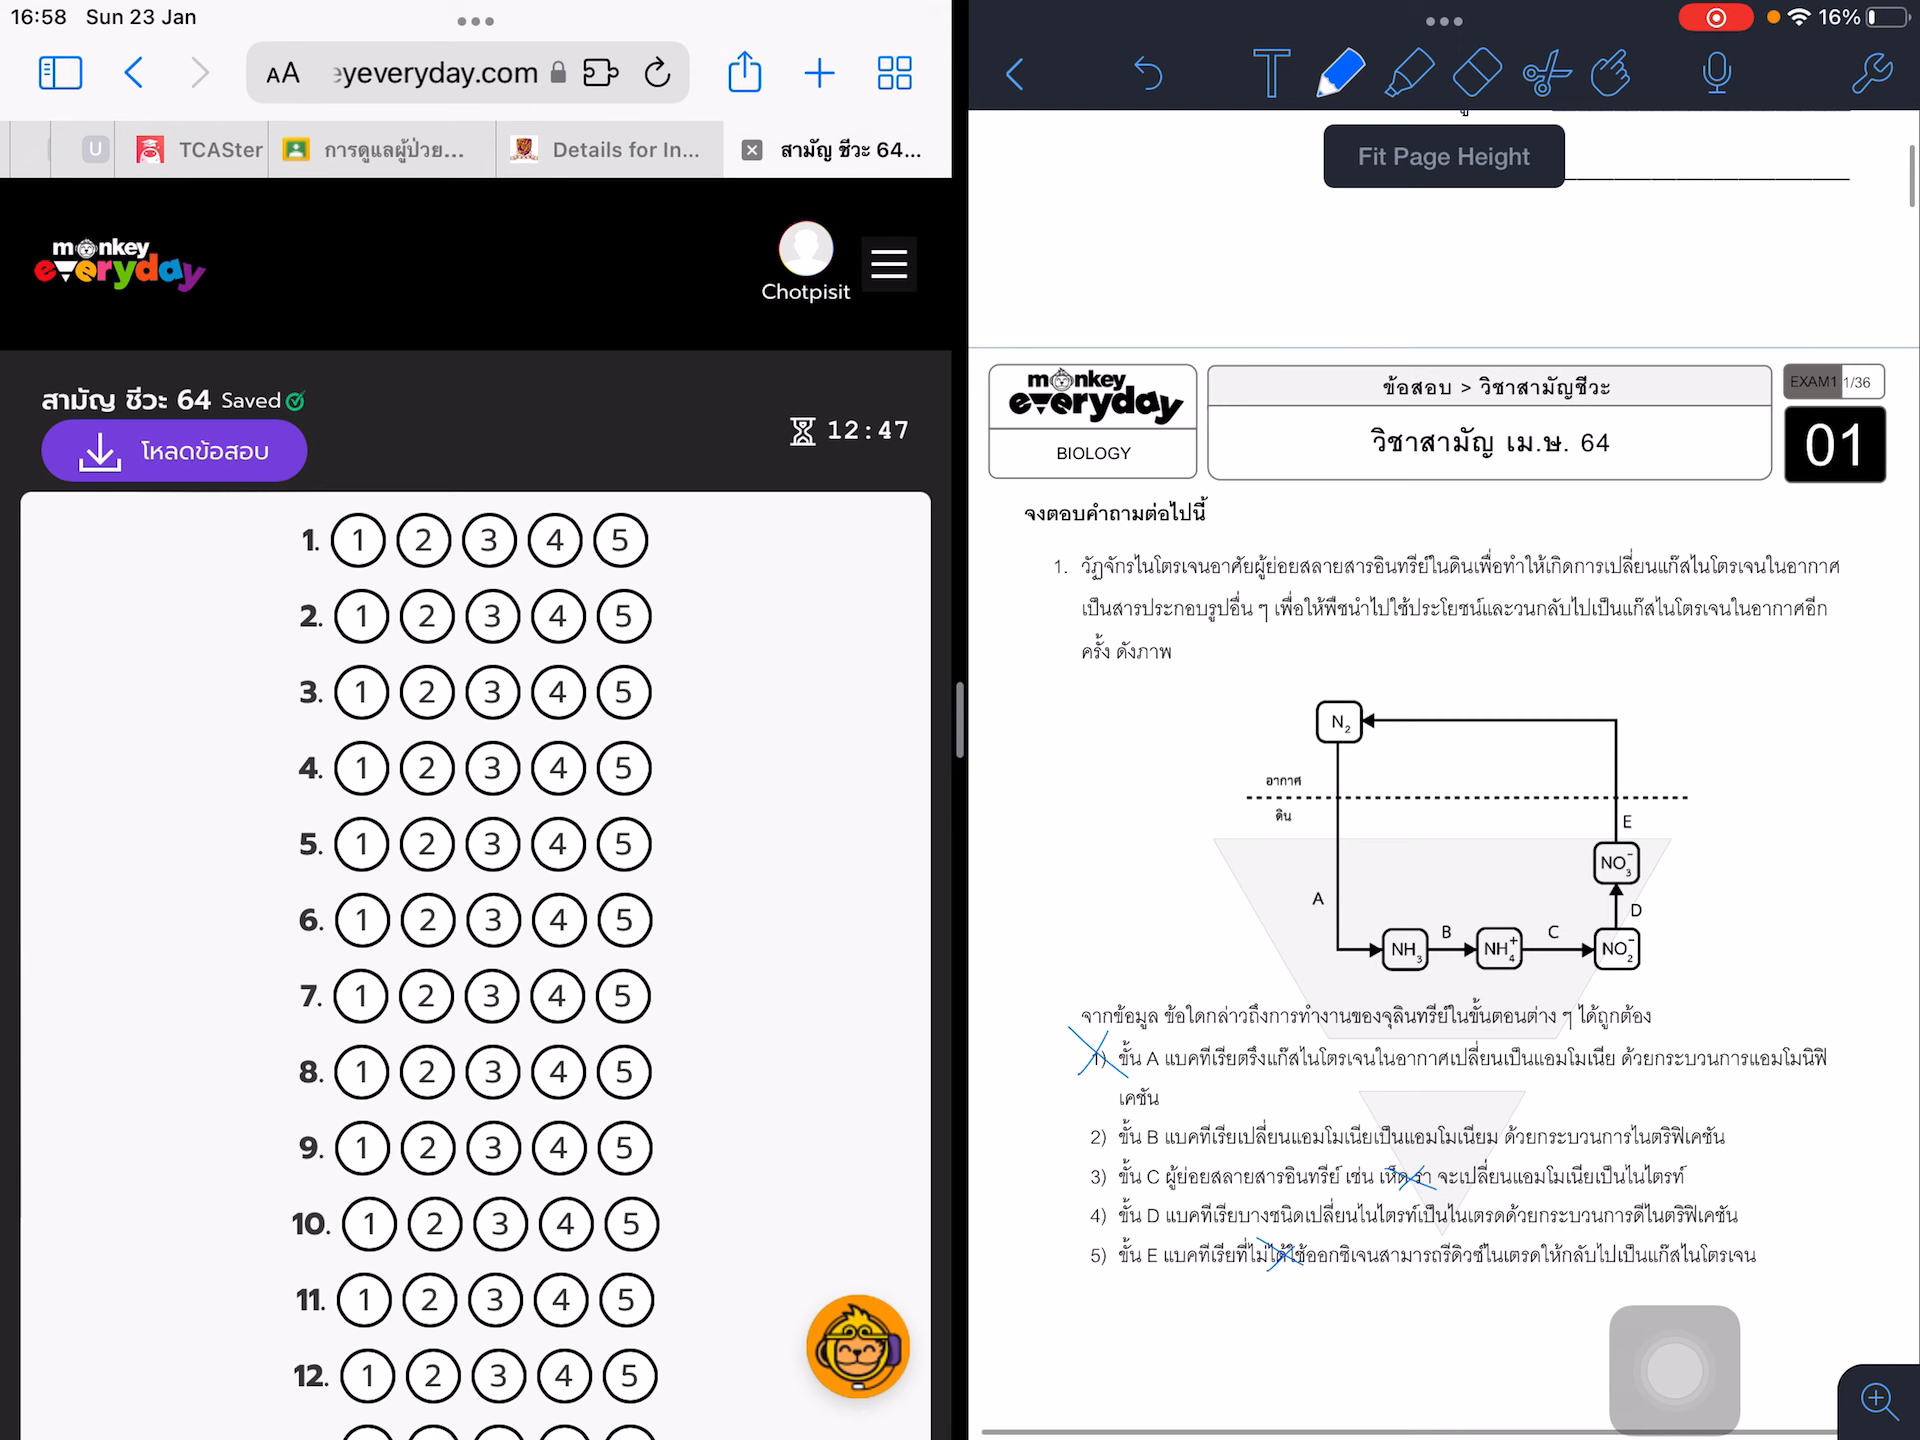 16:58 Sun 23 Jan
16%
AA
yeveryday.com
U
TCASter
การดูแลผู้ป่วย...
Details for In...
สามัญ ชีวะ 64...
monkey
everyday
Chotpisit
สามัญ ชีวะ 64 Saved
โหลดข้อสอบ
12:47
1. 1 2 3 4 5
2. 1 2 3 4 5
3. 1 2 3 4 5
4. 1 2 3 4 5
5. 1 2 3 4 5
6. 1 2 3 4 5
7. 1 2 3 4 5
8. 1 2 3 4 5
9. 1 2 3 4 5
10. 1 2 3 4 5
11. 1 2 3 4 5
12. 1 2 3 4 5
T
Fit Page Height
monkey
everyday
BIOLOGY
ข้อสอบ > วิชาสามัญชีวะ
วิชาสามัญ เม.ษ. 64
EXAM1 1/36
01
จงตอบคำถามต่อไปนี้
1. วัฏจักรไนโตรเจนอาศัยผู้ย่อยสลายสารอินทรีย์ในดินเพื่อทำให้เกิดการเปลี่ยนแก๊สไนโตรเจนในอากาศ
เป็นสารประกอบรูปอื่น ๆ เพื่อให้พืชนำไปใช้ประโยชน์และวนกลับไปเป็นแก๊สไนโตรเจนในอากาศอีก
ครั้ง ดังภาพ
N₂
อากาศ
ดิน
E
NO₃⁻
A
D
B
C
NH₃
NH₄⁺
NO₂⁻
จากข้อมูล ข้อใดกล่าวถึงการทำงานของจุลินทรีย์ในขั้นตอนต่าง ๆ ได้ถูกต้อง
1) ขั้น A แบคทีเรียตรึงแก๊สไนโตรเจนในอากาศเปลี่ยนเป็นแอมโมเนีย ด้วยกระบวนการแอมโมนิฟิ
เคชัน
2) ขั้น B แบคทีเรียเปลี่ยนแอมโมเนียเป็นแอมโมเนียม ด้วยกระบวนการไนตริฟิเคชัน
3) ขั้น C ผู้ย่อยสลายสารอินทรีย์ เช่น เห็ด รา จะเปลี่ยนแอมโมเนียเป็นไนไตรท์
4) ขั้น D แบคทีเรียบางชนิดเปลี่ยนไนไตรท์เป็นไนเตรดด้วยกระบวนการดีไนตริฟิเคชัน
5) ขั้น E แบคทีเรียที่ไม่ได้ใช้ออกซิเจนสามารถรีดิวซ์ไนเตรดให้กลับไปเป็นแก๊สไนโตรเจน